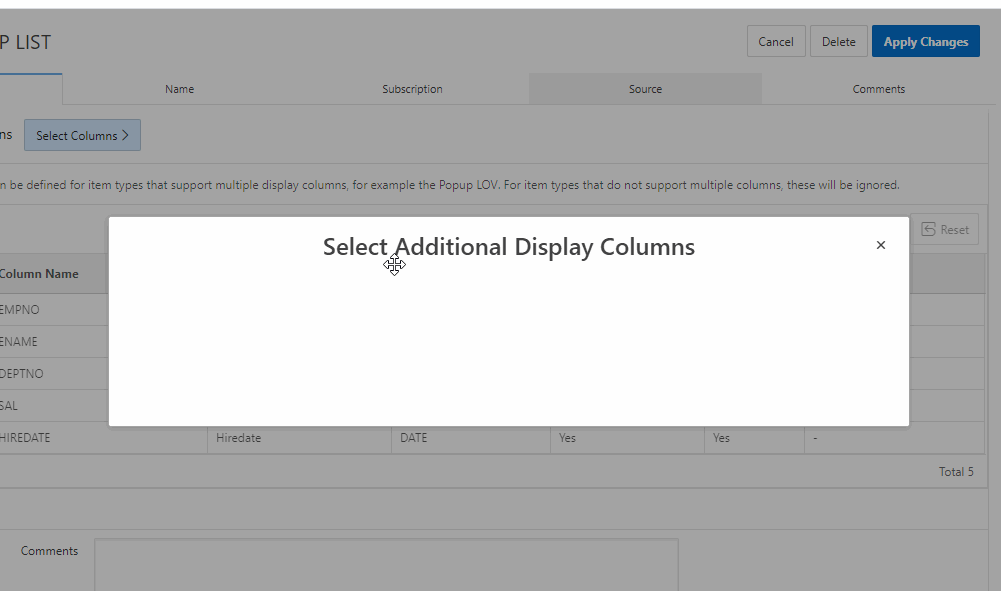 P LIST
Cancel
Delete
Apply Changes
Name
Subscription
Source
Comments
ns
Select Columns >
n be defined for item types that support multiple display columns, for example the Popup LOV. For item types that do not support multiple columns, these will be ignored.
Reset
Select Additional Display Columns
×
Column Name
EMPNO
ENAME
DEPTNO
SAL
HIREDATE Hiredate DATE Yes Yes -
Total 5
Comments